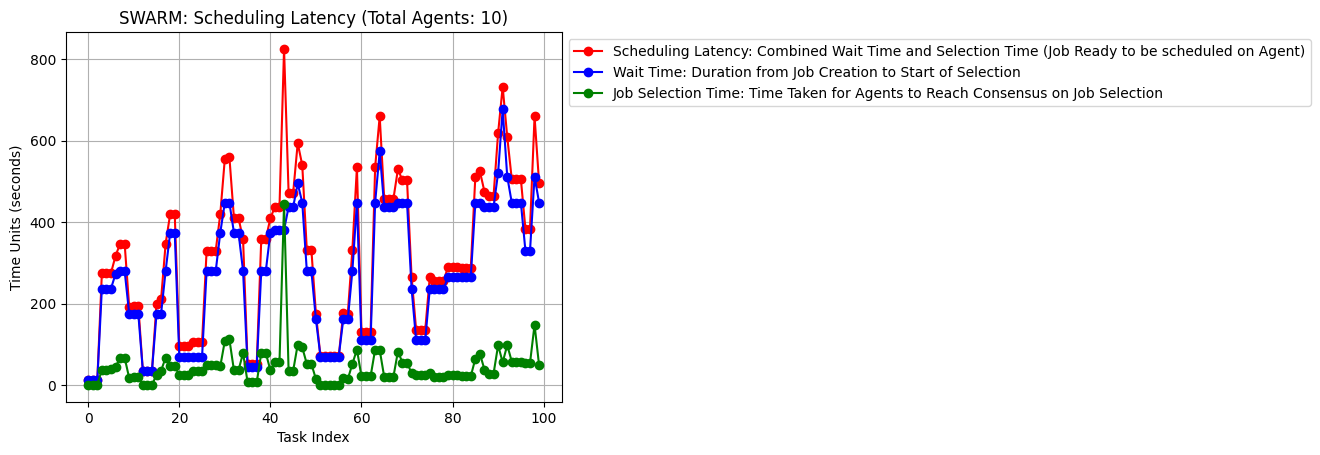 SWARM: Scheduling Latency (Total Agents: 10)
Scheduling Latency: Combined Wait Time and Selection Time (Job Ready to be scheduled on Agent)
Wait Time: Duration from Job Creation to Start of Selection
Job Selection Time: Time Taken for Agents to Reach Consensus on Job Selection
Time Units (seconds)
800
600
400
200
0
0 20 40 60 80 100
Task Index